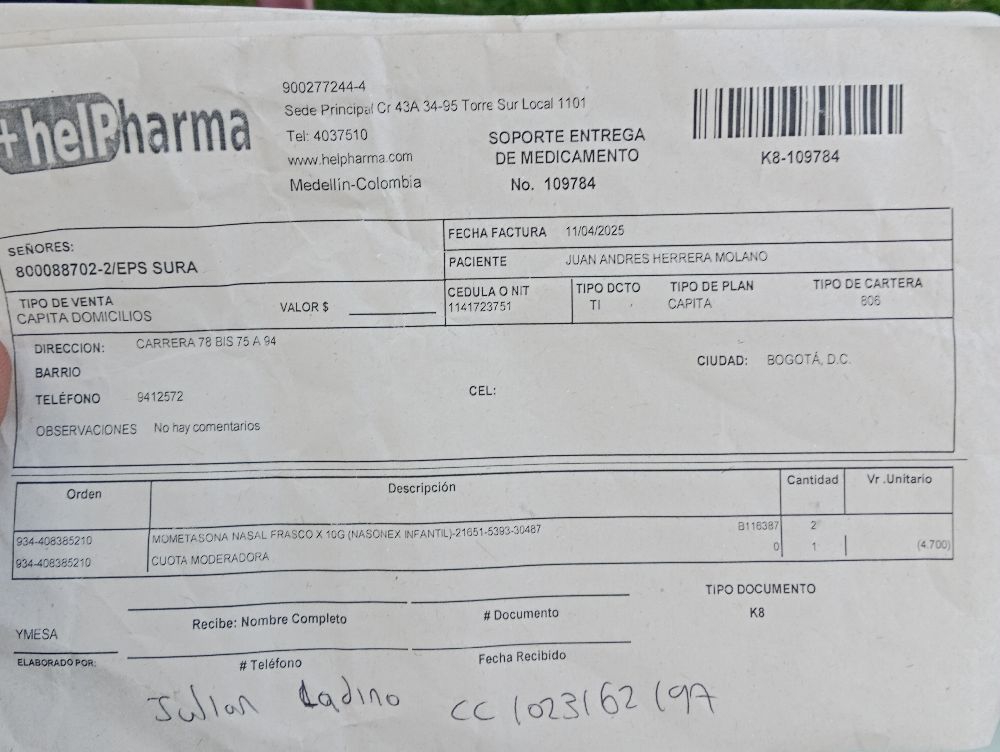 +helPharma
900277244-4
Sede Principal Cr 43A 34-95 Torre Sur Local 1101
Tel: 4037510
www.helpharma.com
Medellín-Colombia
SOPORTE ENTREGA
DE MEDICAMENTO
No. 109784
K8-109784
SEÑORES:
800088702-2/EPS SURA
FECHA FACTURA 11/04/2025
PACIENTE JUAN ANDRES HERRERA MOLANO
TIPO DE VENTA
CAPITA DOMICILIOS
VALOR $
CEDULA O NIT
1141723751
TIPO DCTO
TI
TIPO DE PLAN
CAPITA
TIPO DE CARTERA
806
DIRECCION: CARRERA 78 BIS 75 A 94
BARRIO
CIUDAD: BOGOTÁ, D.C.
TELÉFONO 9412572
CEL:
OBSERVACIONES No hay comentarios
Orden Descripción Cantidad Vr .Unitario
934-408385210 MOMETASONA NASAL FRASCO X 10G (NASONEX INFANTIL)-21651-5393-30487 B116387 2
934-408385210 CUOTA MODERADORA 0 1 (4.700)
TIPO DOCUMENTO
K8
Recibe: Nombre Completo
# Documento
YMESA
ELABORADO POR:
# Teléfono
Fecha Recibido
Julian Ladino CC 1023162197